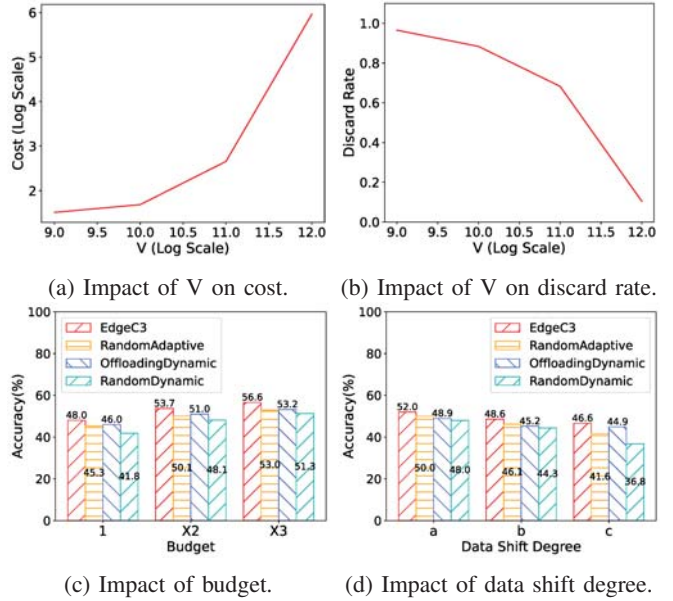 6
5
4
3
2
Cost (Log Scale)
9.0 9.5 10.0 10.5 11.0 11.5 12.0
V (Log Scale)
(a) Impact of V on cost.
1.0
0.8
0.6
0.4
0.2
0.0
Discard Rate
9.0 9.5 10.0 10.5 11.0 11.5 12.0
V (Log Scale)
(b) Impact of V on discard rate.
100
80
60
40
20
0
Accuracy(%)
EdgeC3
RandomAdaptive
OffloadingDynamic
RandomDynamic
48.0 46.0 53.7 51.0 56.6 53.2
45.3 41.8 50.1 48.1 53.0 51.3
1 X2 X3
Budget
(c) Impact of budget.
100
80
60
40
20
0
Accuracy(%)
EdgeC3
RandomAdaptive
OffloadingDynamic
RandomDynamic
52.0 48.9 48.6 45.2 46.6 44.9
50.0 48.0 46.1 44.3 41.6 36.8
a b c
Data Shift Degree
(d) Impact of data shift degree.